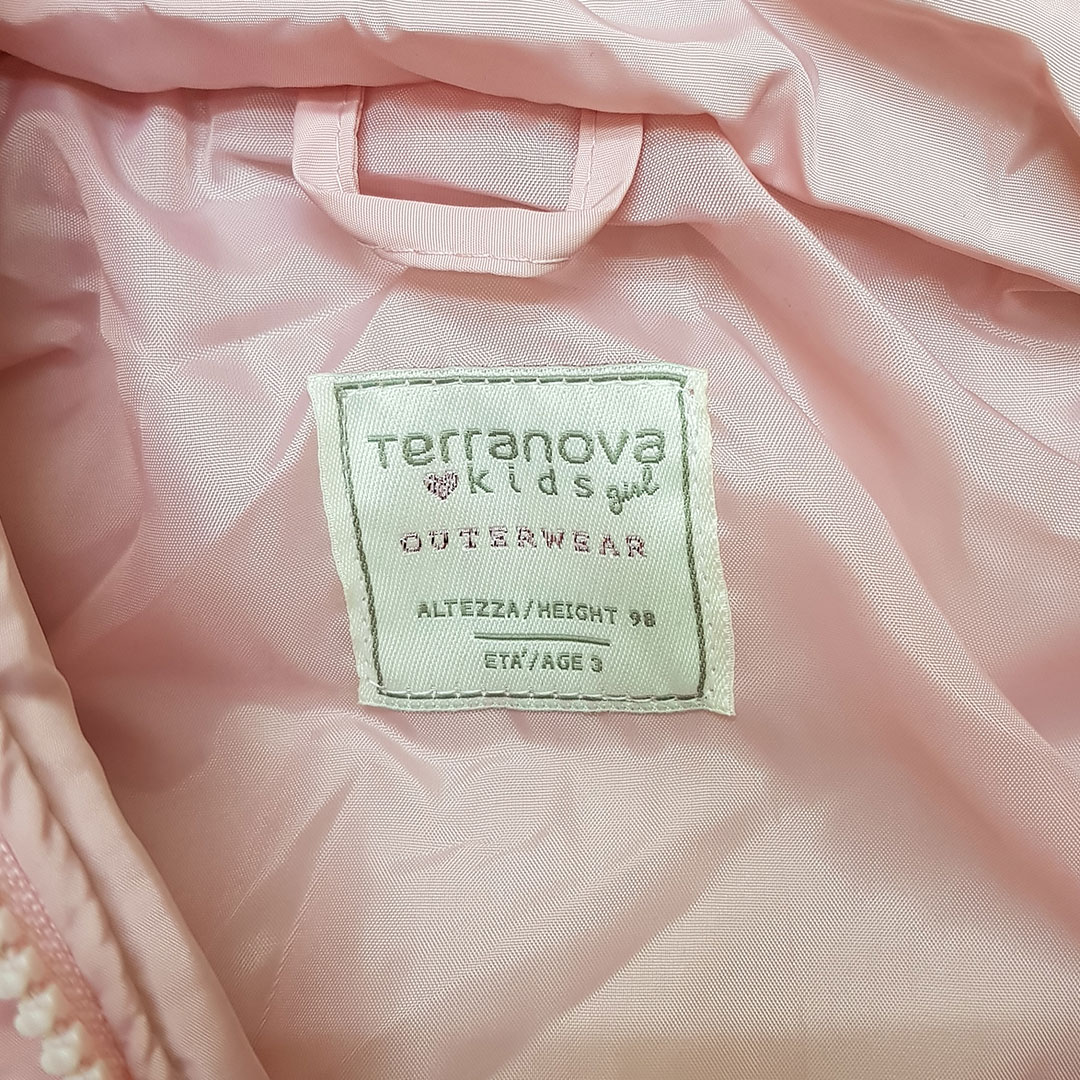 Terranova
kids girl
OUTERWEAR
ALTEZZA/HEIGHT 98
ETA'/AGE 3